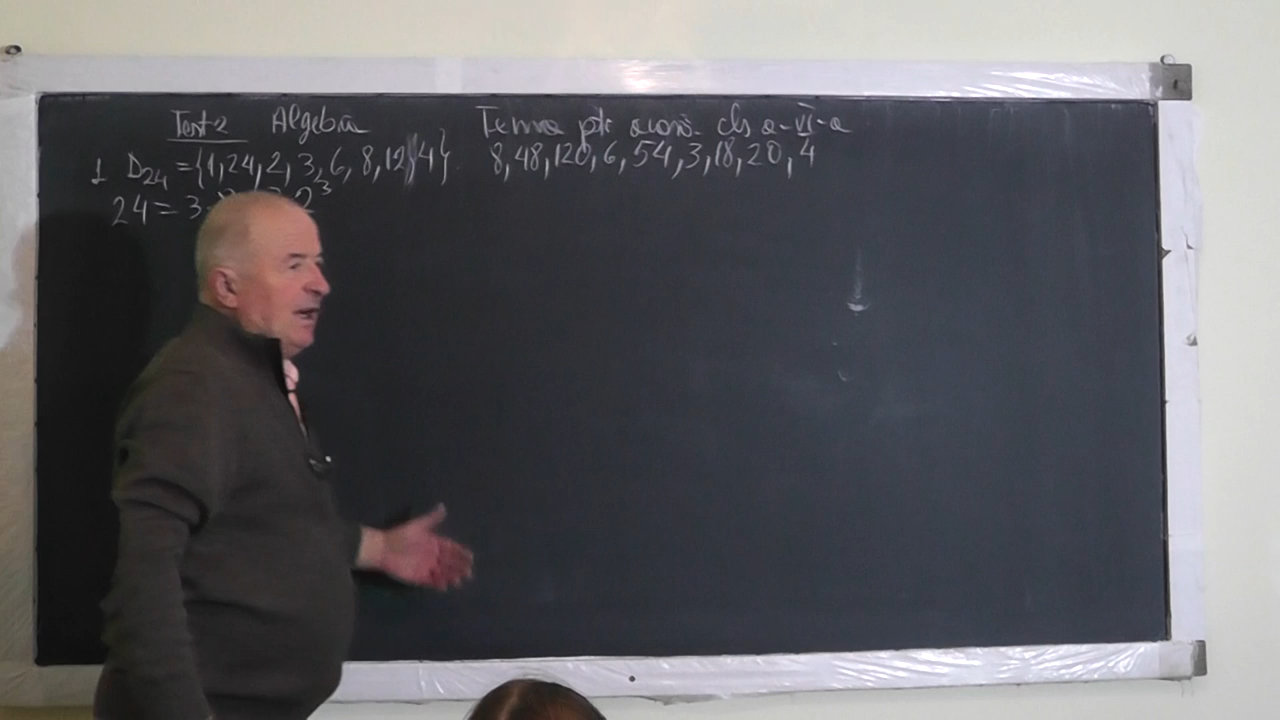 Test 2 Algebra
1 D24 = {1, 24, 2, 3, 6, 8, 12, 4}
24 = 3 2³
Tema ptr acasă cls a-VI-a
8, 48, 120, 6, 54, 3, 18, 20, 4